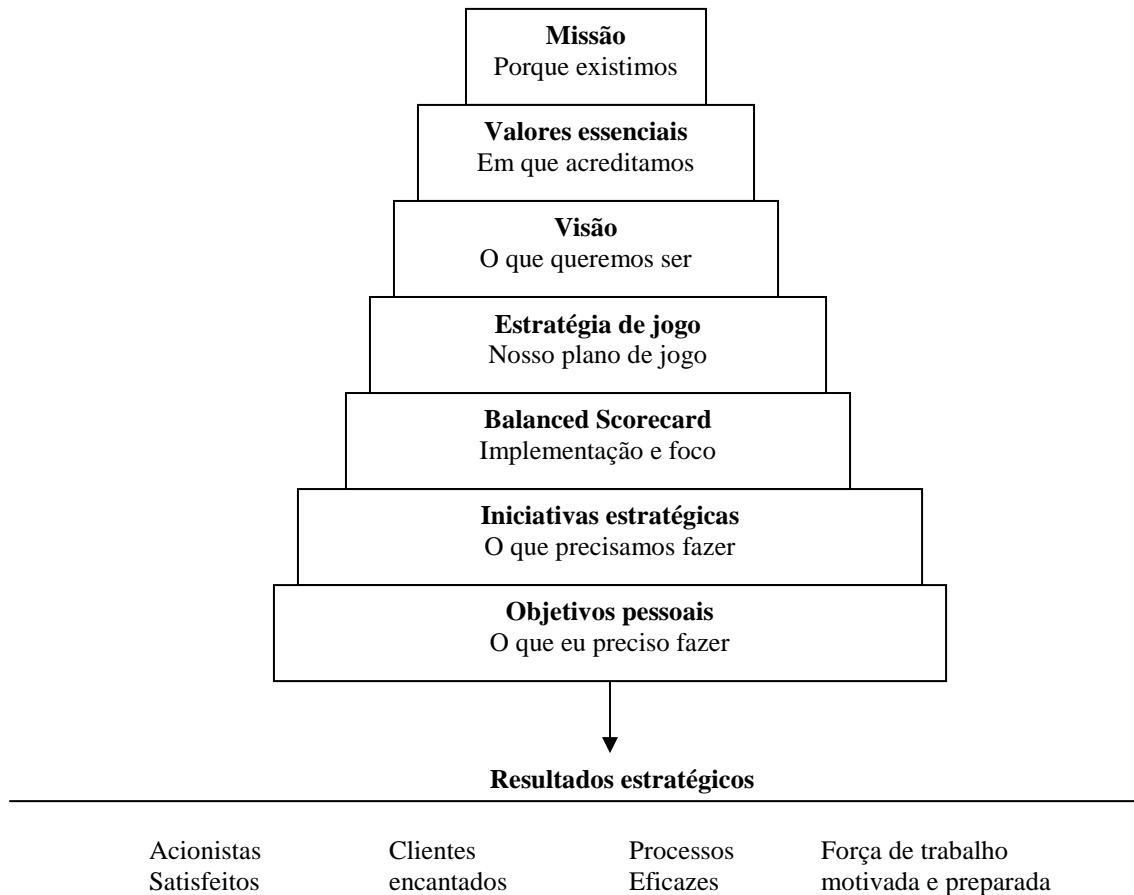 Missão
Porque existimos
Valores essenciais
Em que acreditamos
Visão
O que queremos ser
Estratégia de jogo
Nosso plano de jogo
Balanced Scorecard
Implementação e foco
Iniciativas estratégicas
O que precisamos fazer
Objetivos pessoais
O que eu preciso fazer
Resultados estratégicos
Acionistas Clientes Processos Força de trabalho
Satisfeitos encantados Eficazes motivada e preparada